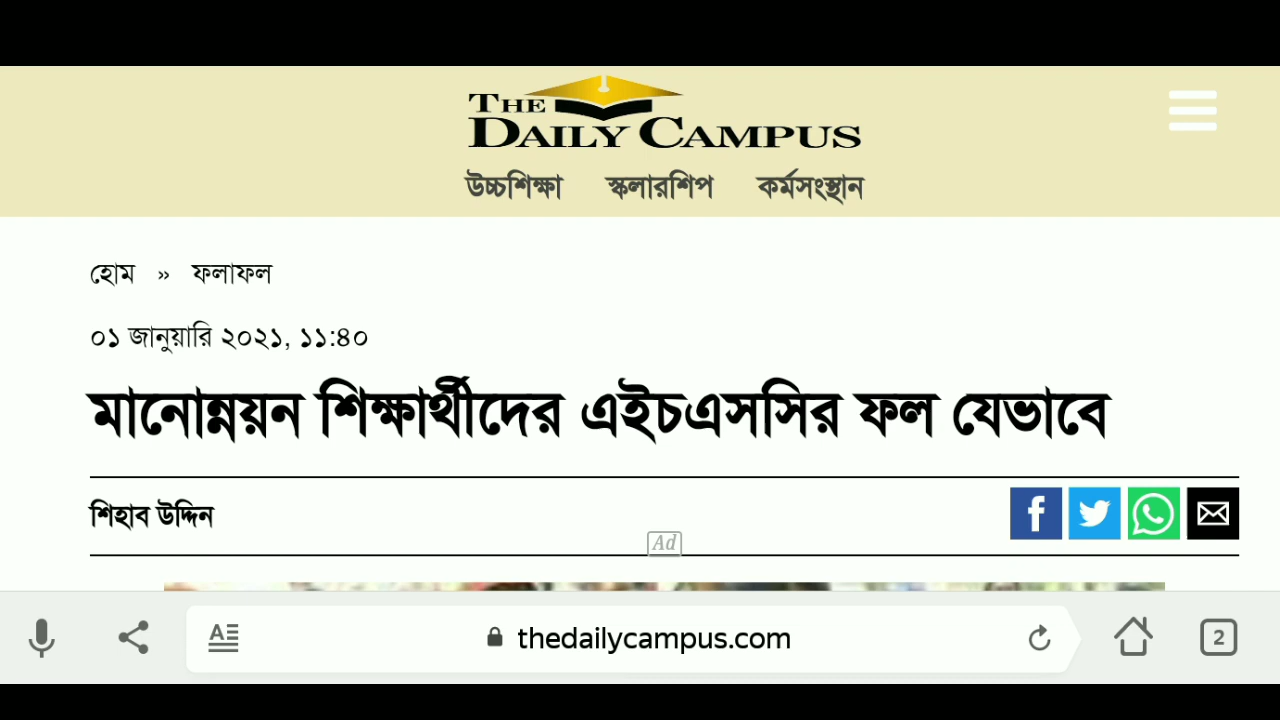 THE
DAILY CAMPUS
উচ্চশিক্ষা স্কলারশিপ কর্মসংস্থান
হোম » ফলাফল
০১ জানুয়ারি ২০২১, ১১:৪০
মানোন্নয়ন শিক্ষার্থীদের এইচএসসির ফল যেভাবে
শিহাব উদ্দিন
Ad
thedailycampus.com
2